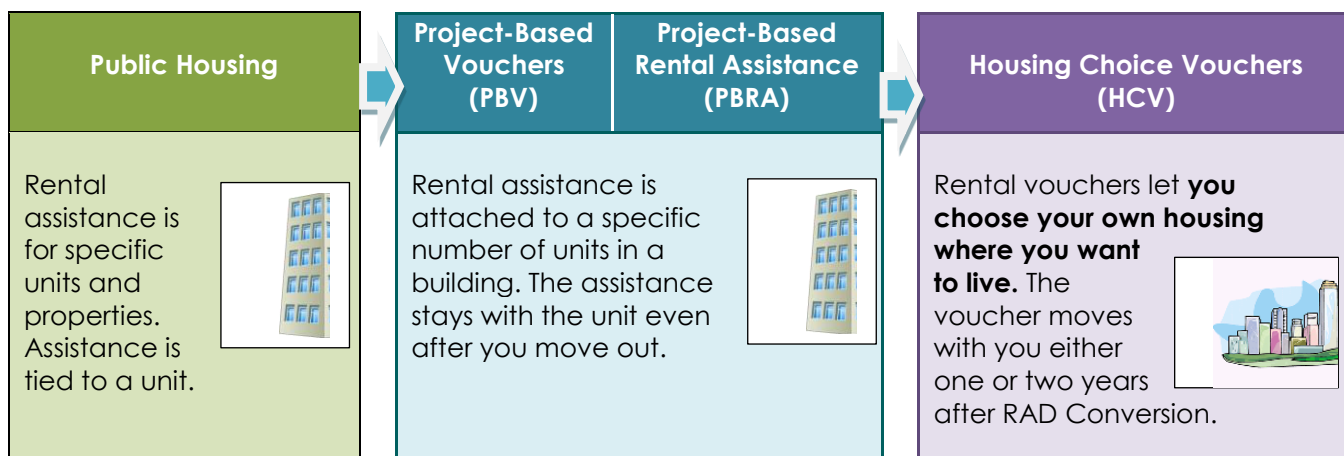 Public Housing
Rental
assistance is
for specific
units and
properties.
Assistance is
tied to a unit.
Project-Based
Vouchers
(PBV)
Project-Based
Rental Assistance
(PBRA)
Rental assistance is
attached to a specific
number of units in a
building. The assistance
stays with the unit even
after you move out.
Housing Choice Vouchers
(HCV)
Rental vouchers let you
choose your own housing
where you want
to live. The
voucher moves
with you either
one or two years
after RAD Conversion.